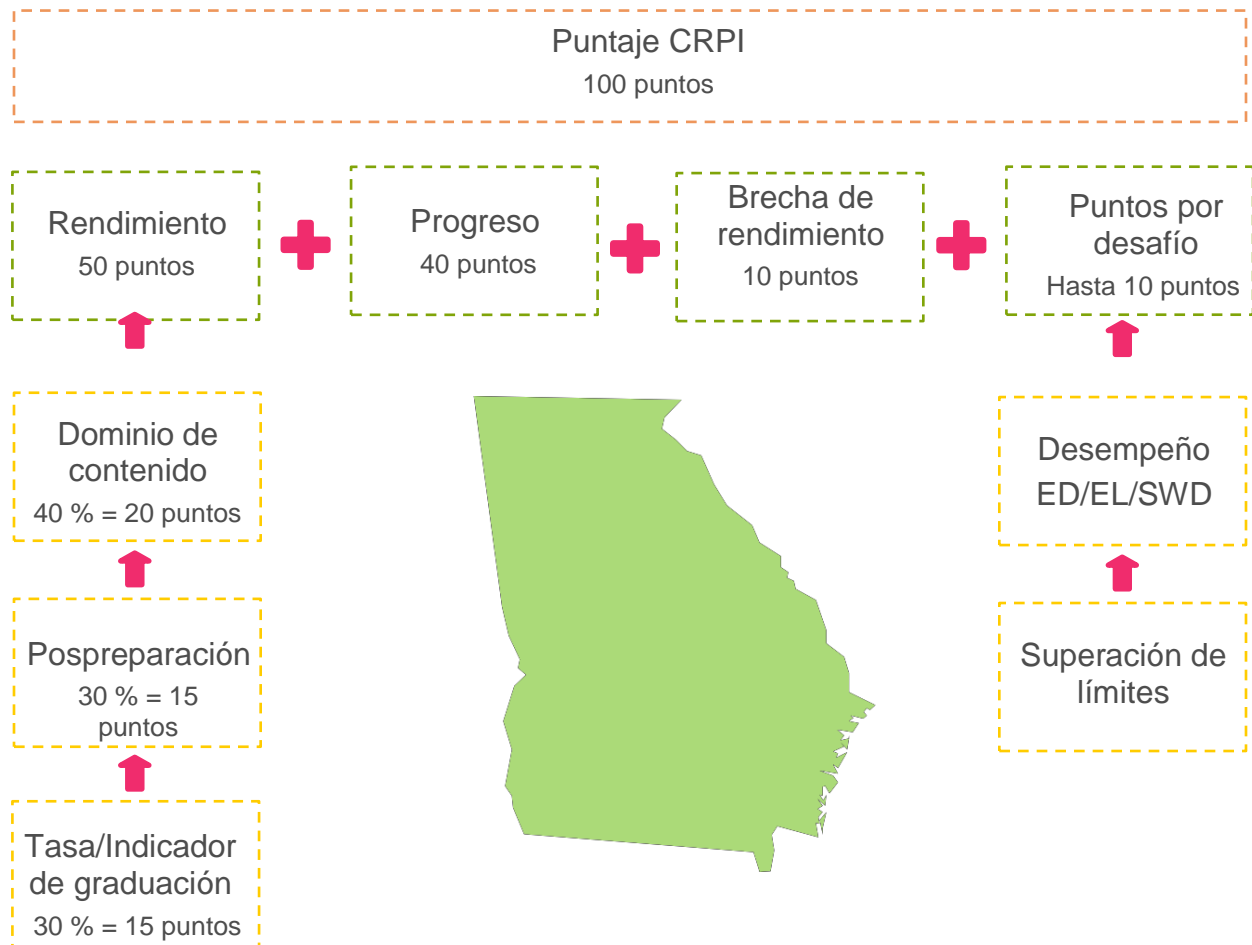 Puntaje CRPI
100 puntos
Rendimiento
50 puntos
Progreso
40 puntos
Brecha de
rendimiento
10 puntos
Puntos por
desafío
Hasta 10 puntos
Dominio de
contenido
40 % = 20 puntos
Desempeño
ED/EL/SWD
Pospreparación
30 % = 15
puntos
Superación de
límites
Tasa/Indicador
de graduación
30 % = 15 puntos